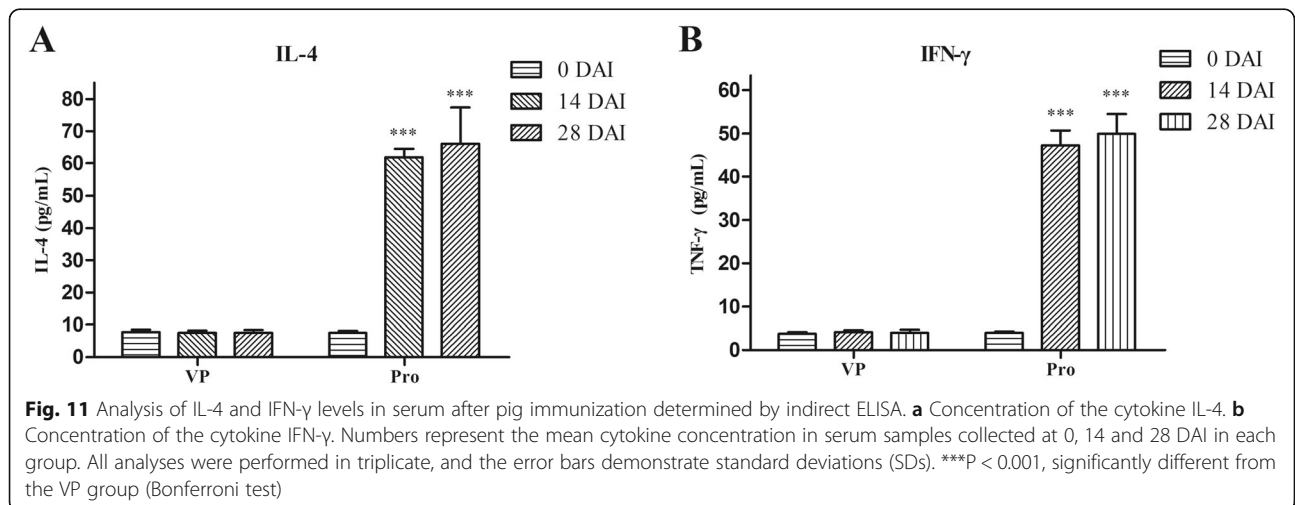 A
IL-4
0 DAI
14 DAI
28 DAI
IL-4 (pg/mL)
80
70
60
50
40
30
20
10
0
***
***
VP
Pro
B
IFN-γ
0 DAI
14 DAI
28 DAI
TNF-γ (pg/mL)
60
50
40
30
20
10
0
***
***
VP
Pro
Fig. 11 Analysis of IL-4 and IFN-γ levels in serum after pig immunization determined by indirect ELISA. a Concentration of the cytokine IL-4. b
Concentration of the cytokine IFN-γ. Numbers represent the mean cytokine concentration in serum samples collected at 0, 14 and 28 DAI in each
group. All analyses were performed in triplicate, and the error bars demonstrate standard deviations (SDs). ***P < 0.001, significantly different from
the VP group (Bonferroni test)